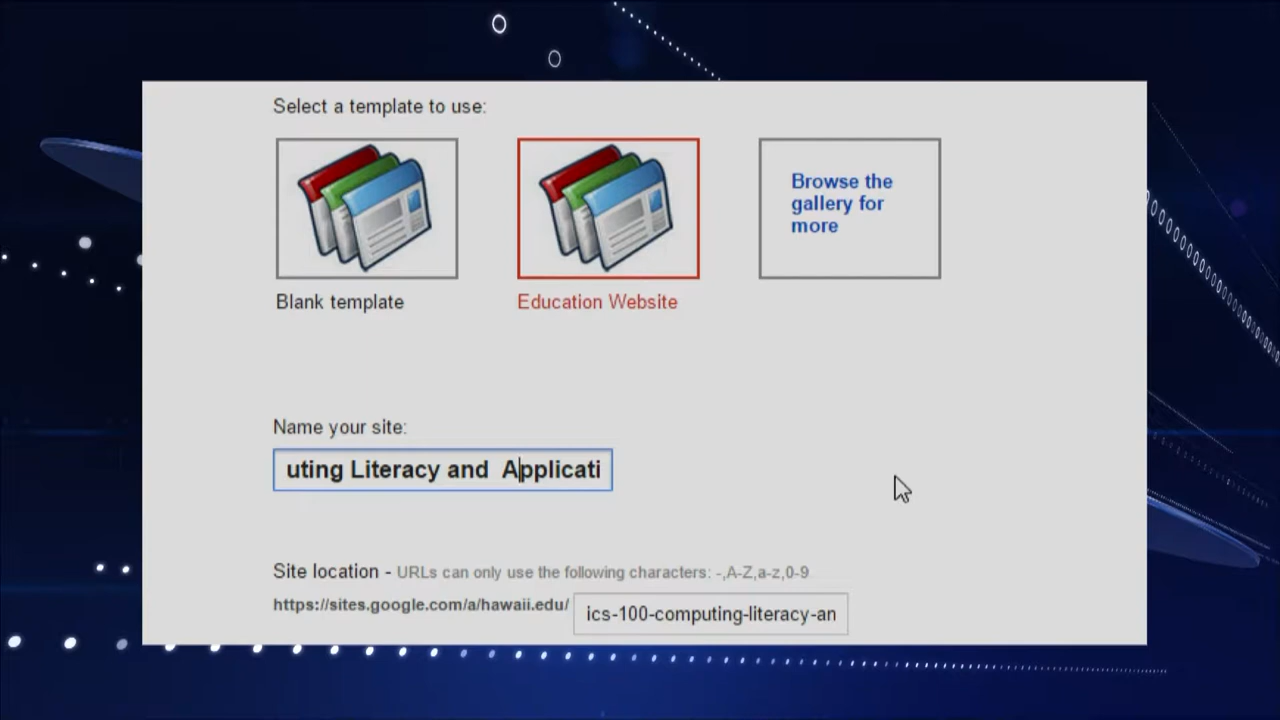 Select a template to use:
Browse the
gallery for
more
Blank template
Education Website
Name your site:
uting Literacy and  Applicati
Site location - URLs can only use the following characters: -,A-Z,a-z,0-9
https://sites.google.com/a/hawaii.edu/ ics-100-computing-literacy-an